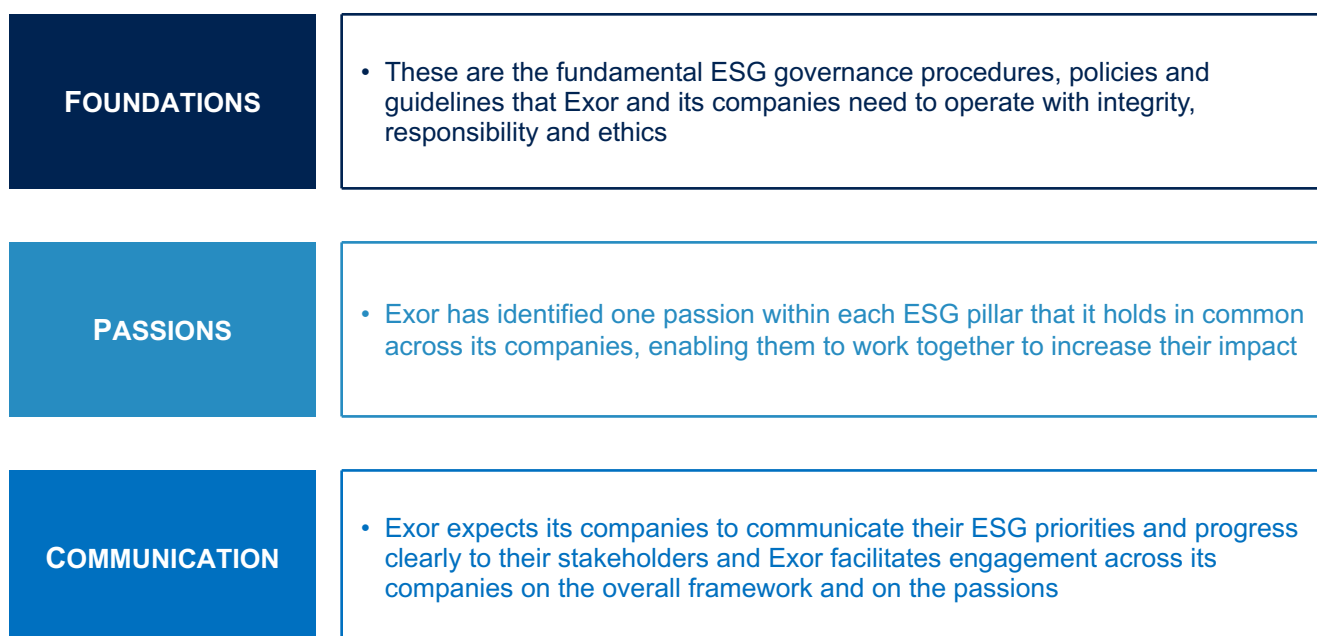 FOUNDATIONS
• These are the fundamental ESG governance procedures, policies and
guidelines that Exor and its companies need to operate with integrity,
responsibility and ethics
PASSIONS
• Exor has identified one passion within each ESG pillar that it holds in common
across its companies, enabling them to work together to increase their impact
COMMUNICATION
• Exor expects its companies to communicate their ESG priorities and progress
clearly to their stakeholders and Exor facilitates engagement across its
companies on the overall framework and on the passions